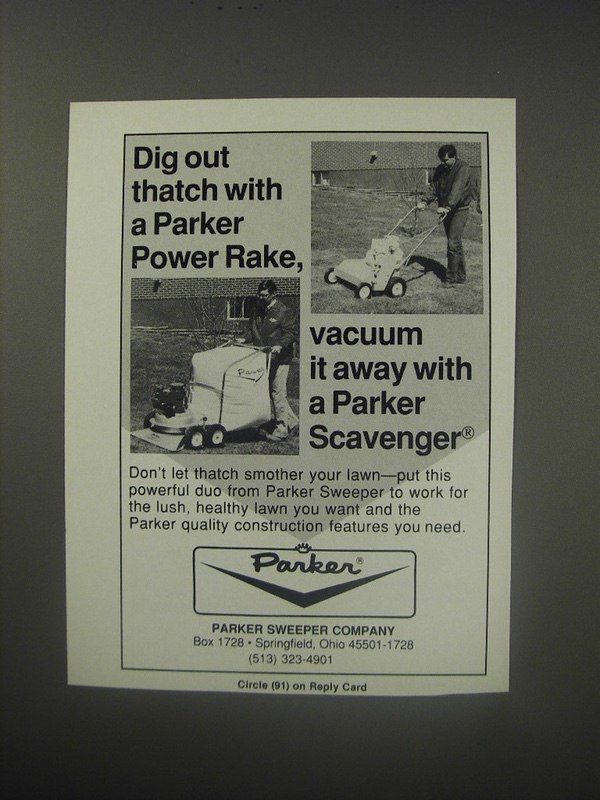 Dig out
thatch with
a Parker
Power Rake,
vacuum
it away with
a Parker
Scavenger®
Parker
Don't let thatch smother your lawn—put this
powerful duo from Parker Sweeper to work for
the lush, healthy lawn you want and the
Parker quality construction features you need.
Parker®
PARKER SWEEPER COMPANY
Box 1728 • Springfield, Ohio 45501-1728
(513) 323-4901
Circle (91) on Reply Card